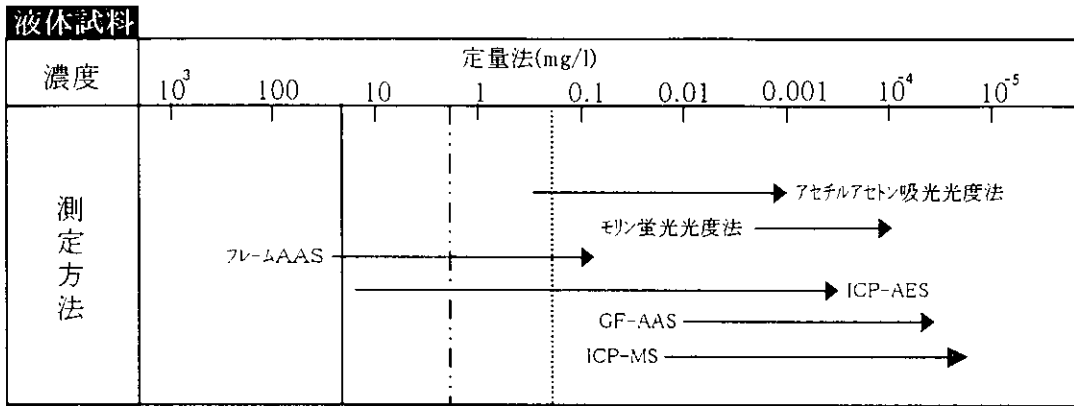 液体試料
定量法(mg/l)
濃度
10³ 100 10 1 0.1 0.01 0.001 10⁻⁴ 10⁻⁵
測定方法
アセチルアセトン吸光光度法
モリン蛍光光度法
フレームAAS
ICP-AES
GF-AAS
ICP-MS